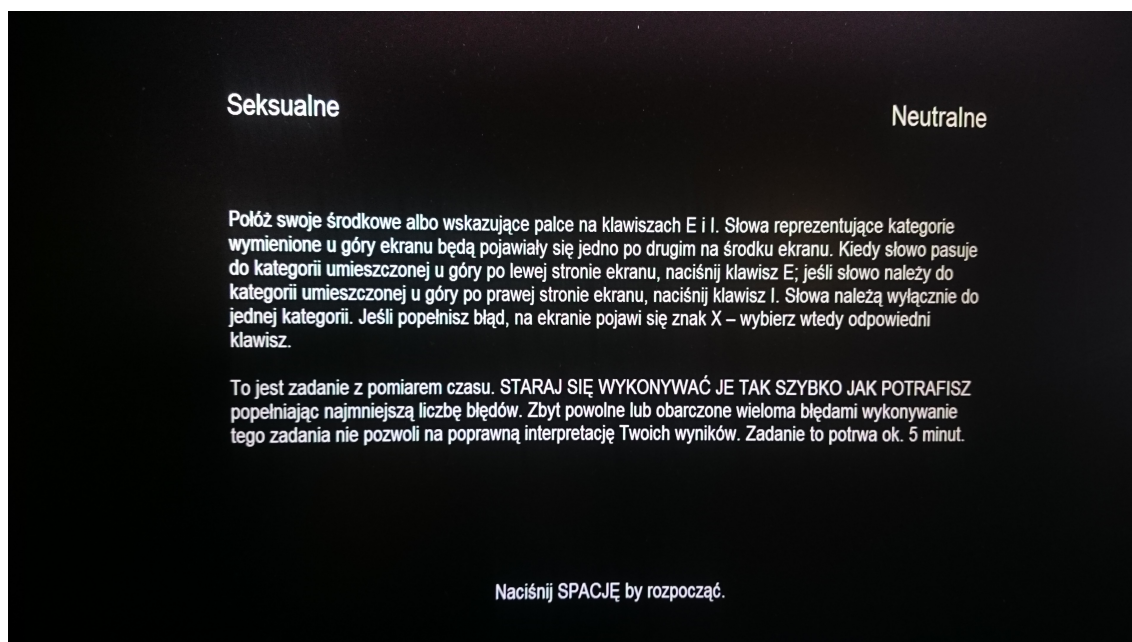 Seksualne
Neutralne
Połóż swoje środkowe albo wskazujące palce na klawiszach E i I. Słowa reprezentujące kategorie
wymienione u góry ekranu będą pojawiały się jedno po drugim na środku ekranu. Kiedy słowo pasuje
do kategorii umieszczonej u góry po lewej stronie ekranu, naciśnij klawisz E; jeśli słowo należy do
kategorii umieszczonej u góry po prawej stronie ekranu, naciśnij klawisz I. Słowa należą wyłącznie do
jednej kategorii. Jeśli popełnisz błąd, na ekranie pojawi się znak X – wybierz wtedy odpowiedni
klawisz.
To jest zadanie z pomiarem czasu. STARAJ SIĘ WYKONYWAĆ JE TAK SZYBKO JAK POTRAFISZ
popełniając najmniejszą liczbę błędów. Zbyt powolne lub obarczone wieloma błędami wykonywanie
tego zadania nie pozwoli na poprawną interpretację Twoich wyników. Zadanie to potrwa ok. 5 minut.
Naciśnij SPACJĘ by rozpocząć.